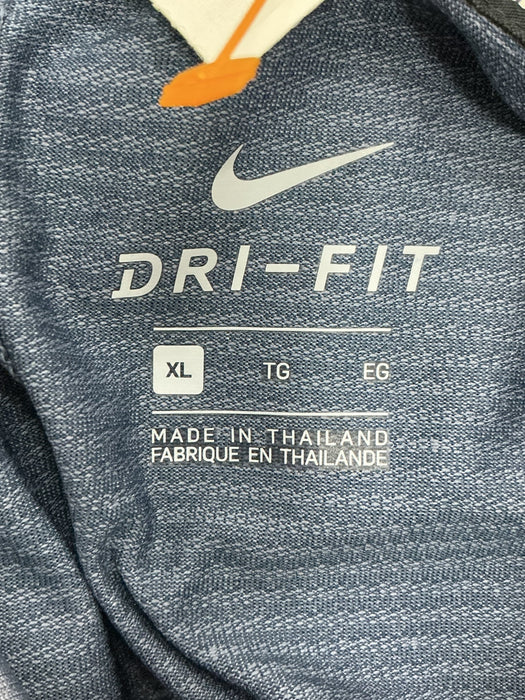 DRI-FIT
XL TG EG
MADE IN THAILAND
FABRIQUE EN THAILANDE